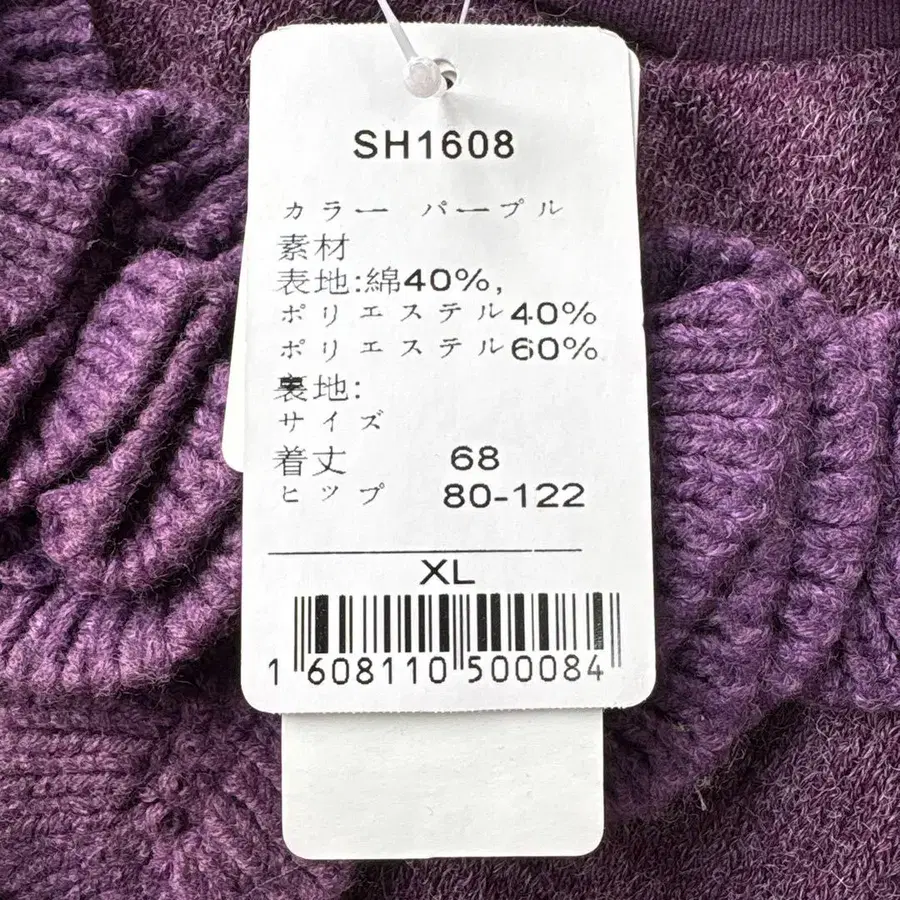 SH1608
カラー パープル
素材
表地:綿40%,
ポリエステル40%
ポリエステル60%
裏地:
サイズ
着丈 68
ヒップ 80-122
XL
1 608110 500084